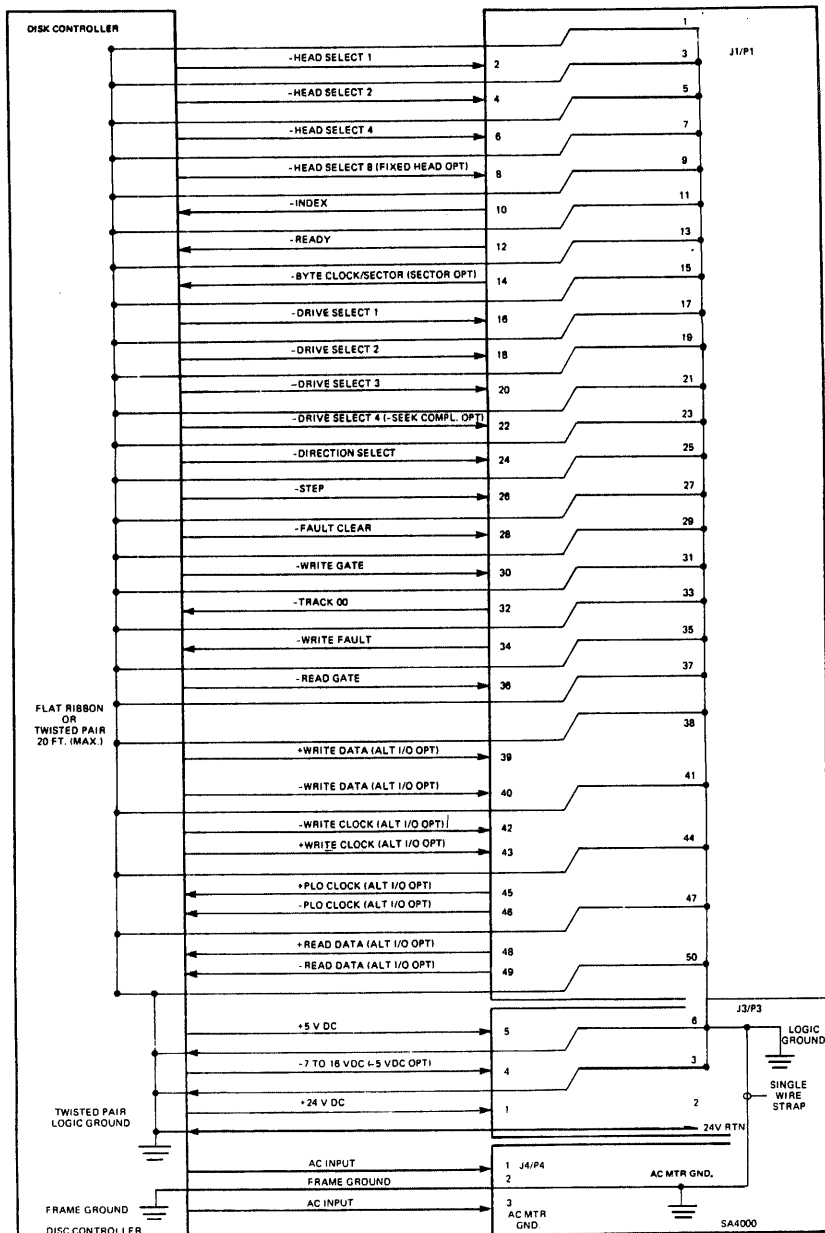 DISK CONTROLLER
1
J1/P1
-HEAD SELECT 1
2
3
-HEAD SELECT 2
4
5
-HEAD SELECT 4
6
7
-HEAD SELECT 8 (FIXED HEAD OPT)
8
9
-INDEX
10
11
-READY
12
13
-BYTE CLOCK/SECTOR (SECTOR OPT)
14
15
-DRIVE SELECT 1
16
17
-DRIVE SELECT 2
18
19
-DRIVE SELECT 3
20
21
-DRIVE SELECT 4 (-SEEK COMPL. OPT)
22
23
-DIRECTION SELECT
24
25
-STEP
26
27
-FAULT CLEAR
28
29
-WRITE GATE
30
31
-TRACK 00
32
33
-WRITE FAULT
34
35
-READ GATE
36
37
FLAT RIBBON
OR
TWISTED PAIR
20 FT. (MAX.)
38
+WRITE DATA (ALT I/O OPT)
39
-WRITE DATA (ALT I/O OPT)
40
41
-WRITE CLOCK (ALT I/O OPT)
42
+WRITE CLOCK (ALT I/O OPT)
43
44
+PLO CLOCK (ALT I/O OPT)
45
-PLO CLOCK (ALT I/O OPT)
46
47
+READ DATA (ALT I/O OPT)
48
-READ DATA (ALT I/O OPT)
49
50
J3/P3
+5 V DC
5
6
LOGIC
GROUND
-7 TO 16 VDC (-5 VDC OPT)
4
3
SINGLE
WIRE
STRAP
+24 V DC
1
2
TWISTED PAIR
LOGIC GROUND
24V RTN
AC INPUT
1 J4/P4
FRAME GROUND
2
AC MTR GND.
AC INPUT
3
AC MTR
GND.
FRAME GROUND
DISC CONTROLLER
SA4000